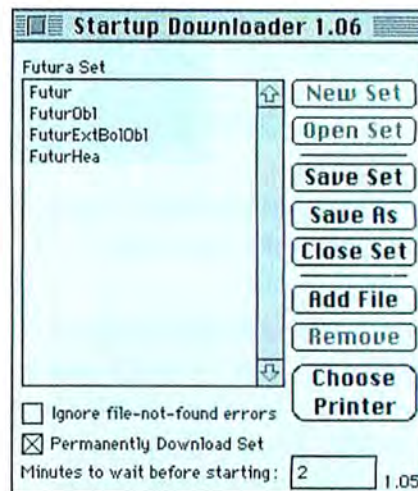 Startup Downloader 1.06
Futura Set
Futur
FuturObl
FuturExtBolObl
FuturHea
New Set
Open Set
Save Set
Save As
Close Set
Add File
Remove
Choose
Printer
Ignore file-not-found errors
Permanently Download Set
Minutes to wait before starting: 2
1.05